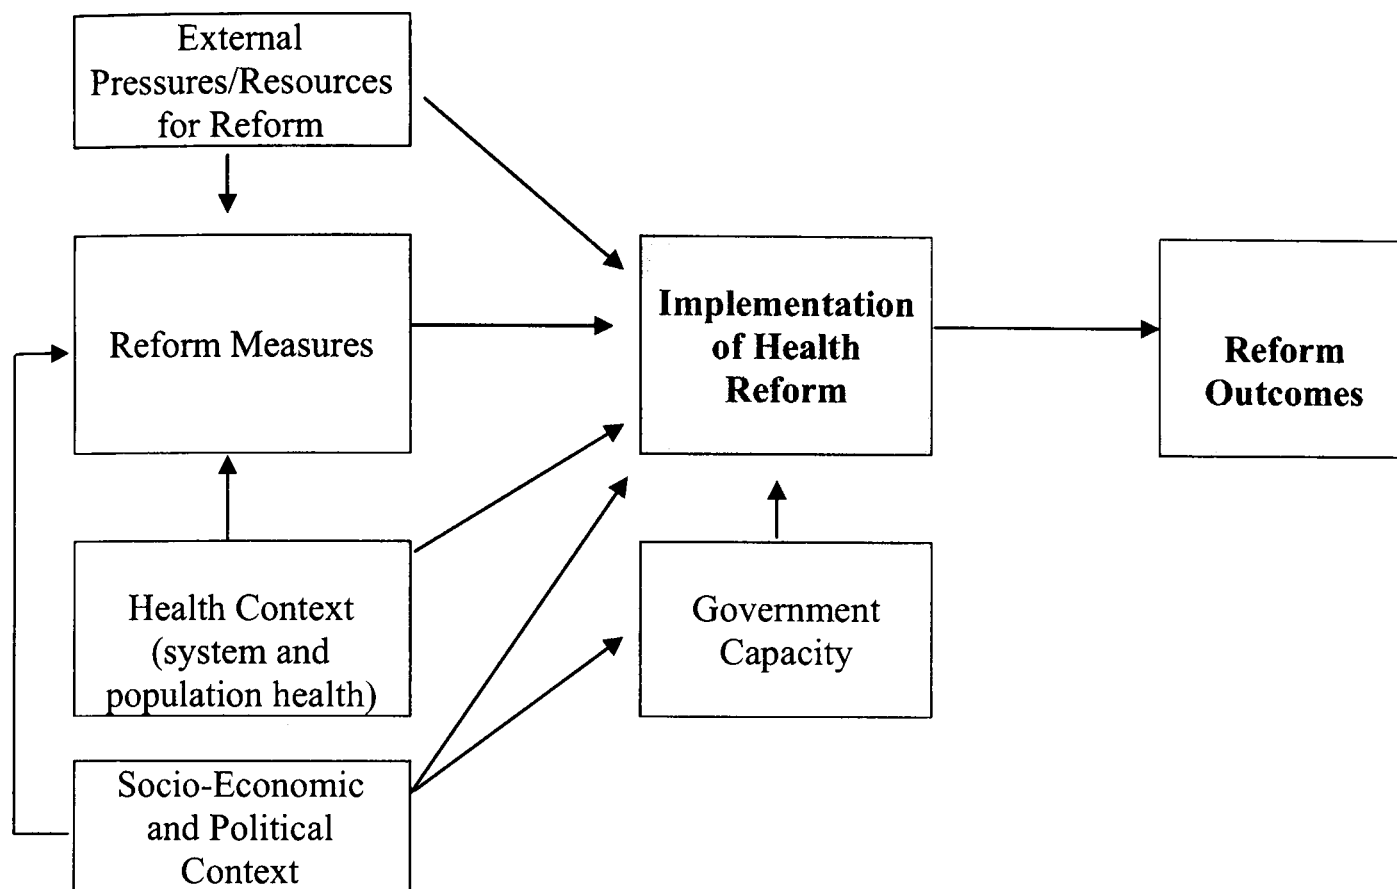 External
Pressures/Resources
for Reform
Reform Measures
Implementation
of Health
Reform
Reform
Outcomes
Health Context
(system and
population health)
Government
Capacity
Socio-Economic
and Political
Context